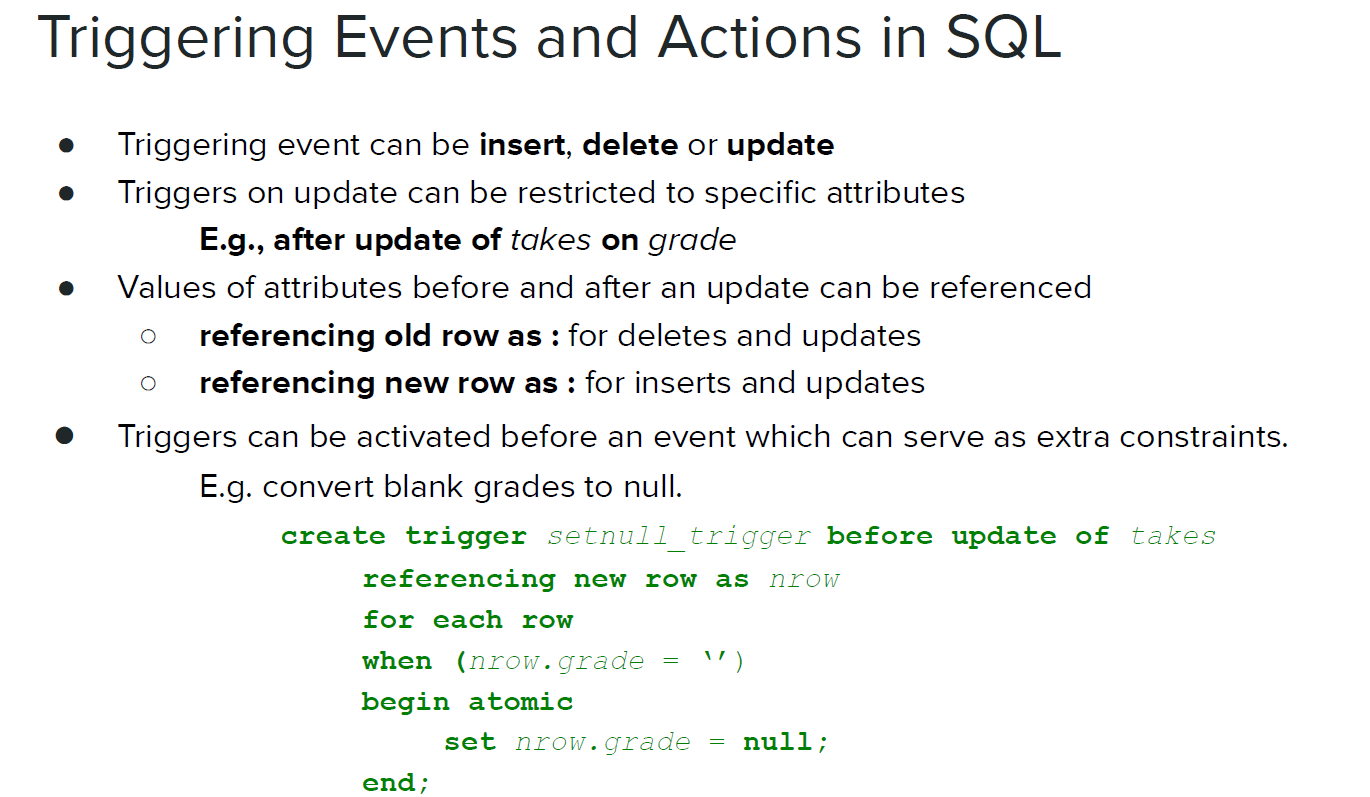 Triggering Events and Actions in SQL
● Triggering event can be insert, delete or update
● Triggers on update can be restricted to specific attributes
E.g., after update of takes on grade
● Values of attributes before and after an update can be referenced
○ referencing old row as : for deletes and updates
○ referencing new row as : for inserts and updates
● Triggers can be activated before an event which can serve as extra constraints.
E.g. convert blank grades to null.
create trigger setnull_trigger before update of takes
referencing new row as nrow
for each row
when (nrow.grade = ‘’)
begin atomic
set nrow.grade = null;
end;